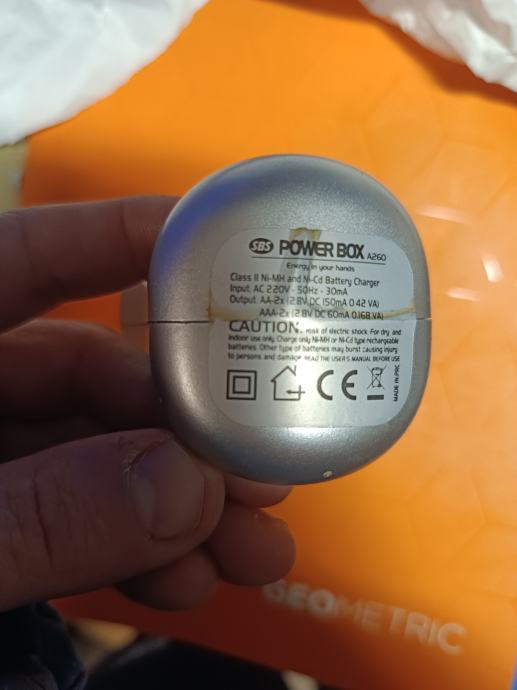 SBS POWER BOX A260
Energy in your hands
Class II Ni-MH and Ni-Cd Battery Charger
Input: AC 220V - 50Hz - 30mA
Output: AA-2x (2.8V DC 150mA 0.42 VA)
AAA-2x (2.8V DC 60mA 0.168 VA)
CAUTION: Risk of electric shock. For dry and
indoor use only. Charge only Ni-MH or Ni-Cd type rechargeable
batteries. Other type of batteries may burst causing injury
to persons and damage READ THE USER'S MANUAL BEFORE USE
CE
MADE IN PRC
GEOMETRIC